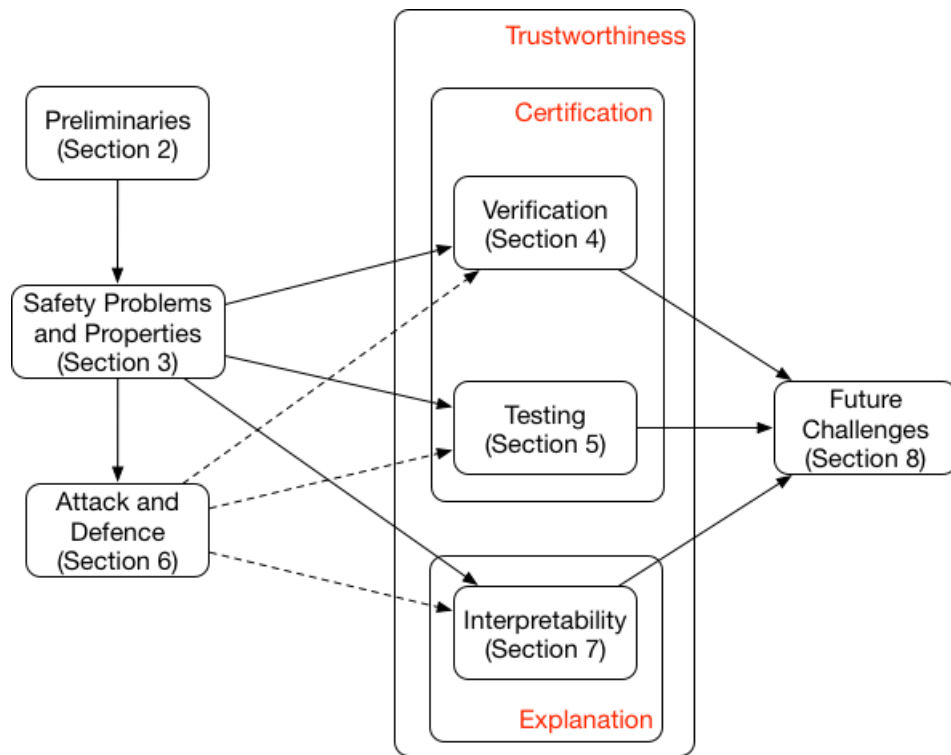 Trustworthiness
Certification
Preliminaries
(Section 2)
Verification
(Section 4)
Safety Problems
and Properties
(Section 3)
Testing
(Section 5)
Future
Challenges
(Section 8)
Attack and
Defence
(Section 6)
Interpretability
(Section 7)
Explanation